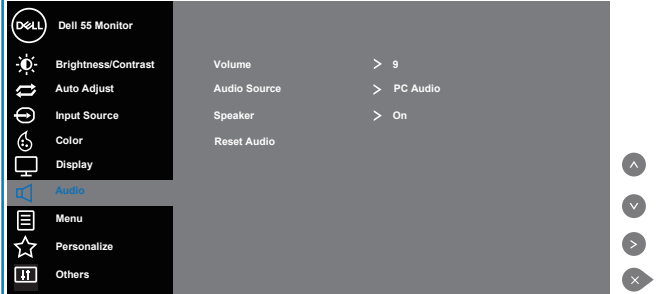 DELL Dell 55 Monitor
Brightness/Contrast Volume > 9
Auto Adjust Audio Source > PC Audio
Input Source Speaker > On
Color Reset Audio
Display
Audio
Menu
Personalize
Others